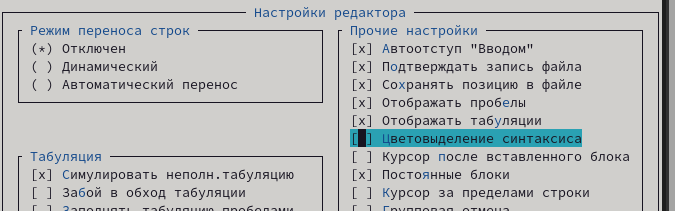 Настройки редактора
Режим переноса строк
(*) Отключен
( ) Динамический
( ) Автоматический перенос
Табуляция
[x] Симулировать неполн.табуляцию
[ ] Забой в обход табуляции
[ ] Заполнять табуляцию пробелами
Прочие настройки
[x] Автоотступ "Вводом"
[x] Подтверждать запись файла
[x] Сохранять позицию в файле
[x] Отображать пробелы
[x] Отображать табуляции
[ ] Цветовыделение синтаксиса
[ ] Курсор после вставленного блока
[x] Постоянные блоки
[ ] Курсор за пределами строки
[ ] Групповая отмена